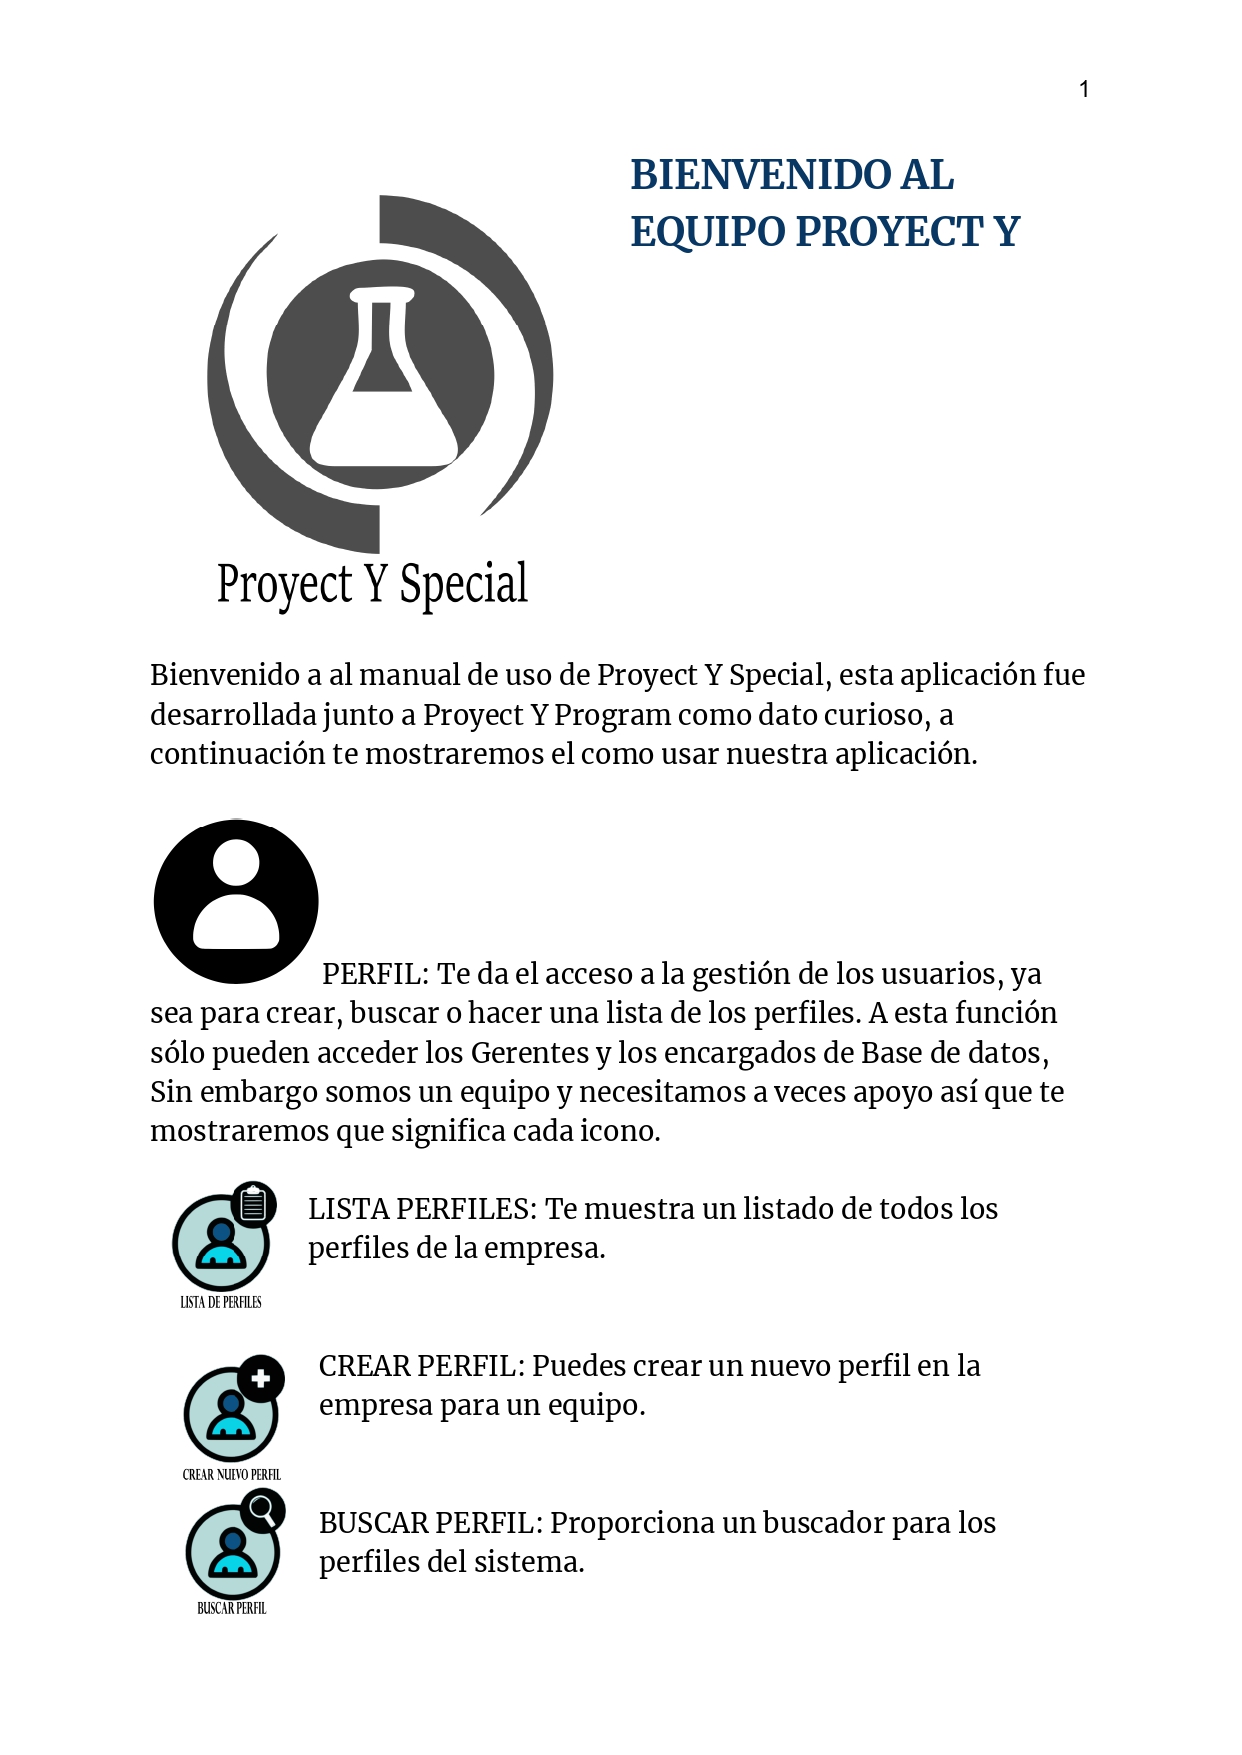 1
BIENVENIDO AL
EQUIPO PROYECT Y
Proyect Y Special
Bienvenido a al manual de uso de Proyect Y Special, esta aplicación fue
desarrollada junto a Proyect Y Program como dato curioso, a
continuación te mostraremos el como usar nuestra aplicación.
PERFIL: Te da el acceso a la gestión de los usuarios, ya
sea para crear, buscar o hacer una lista de los perfiles. A esta función
sólo pueden acceder los Gerentes y los encargados de Base de datos,
Sin embargo somos un equipo y necesitamos a veces apoyo así que te
mostraremos que significa cada icono.
LISTA PERFILES: Te muestra un listado de todos los
perfiles de la empresa.
LISTA DE PERFILES
CREAR PERFIL: Puedes crear un nuevo perfil en la
empresa para un equipo.
CREAR NUEVO PERFIL
BUSCAR PERFIL: Proporciona un buscador para los
perfiles del sistema.
BUSCAR PERFIL